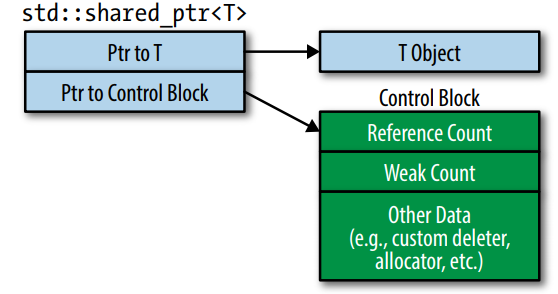 std::shared_ptr<T>
Ptr to T
T Object
Ptr to Control Block
Control Block
Reference Count
Weak Count
Other Data
(e.g., custom deleter,
allocator, etc.)